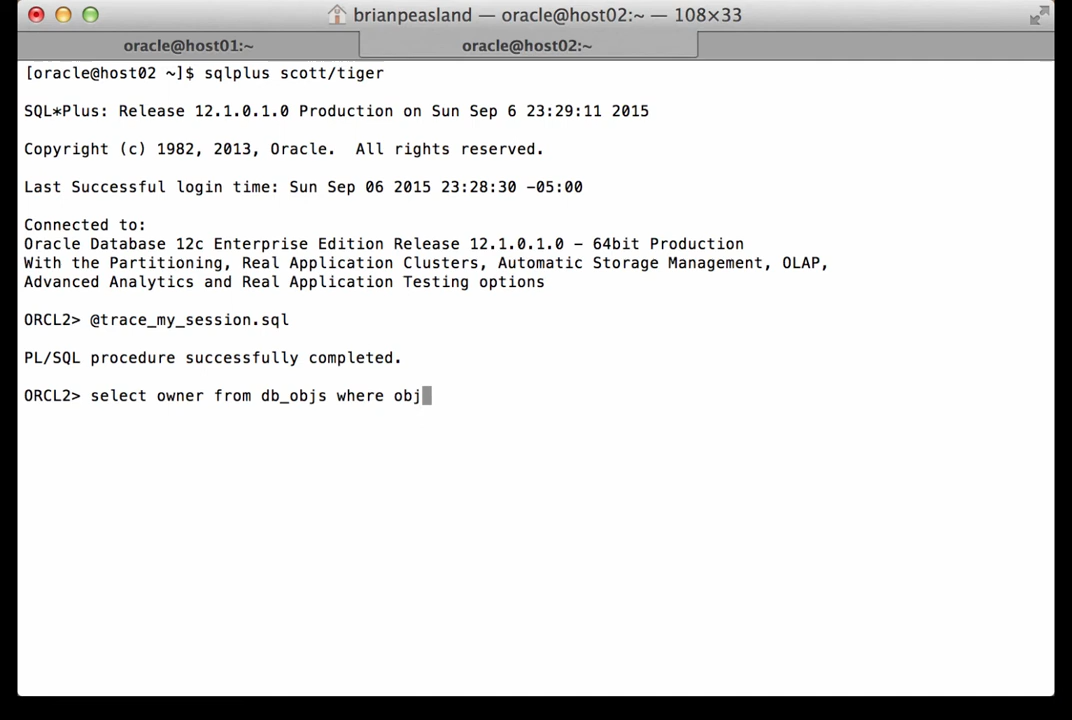 brianpeasland — oracle@host02:~ — 108×33
oracle@host01:~ oracle@host02:~
[oracle@host02 ~]$ sqlplus scott/tiger
SQL*Plus: Release 12.1.0.1.0 Production on Sun Sep 6 23:29:11 2015
Copyright (c) 1982, 2013, Oracle.  All rights reserved.
Last Successful login time: Sun Sep 06 2015 23:28:30 -05:00
Connected to:
Oracle Database 12c Enterprise Edition Release 12.1.0.1.0 - 64bit Production
With the Partitioning, Real Application Clusters, Automatic Storage Management, OLAP,
Advanced Analytics and Real Application Testing options
ORCL2> @trace_my_session.sql
PL/SQL procedure successfully completed.
ORCL2> select owner from db_objs where obj